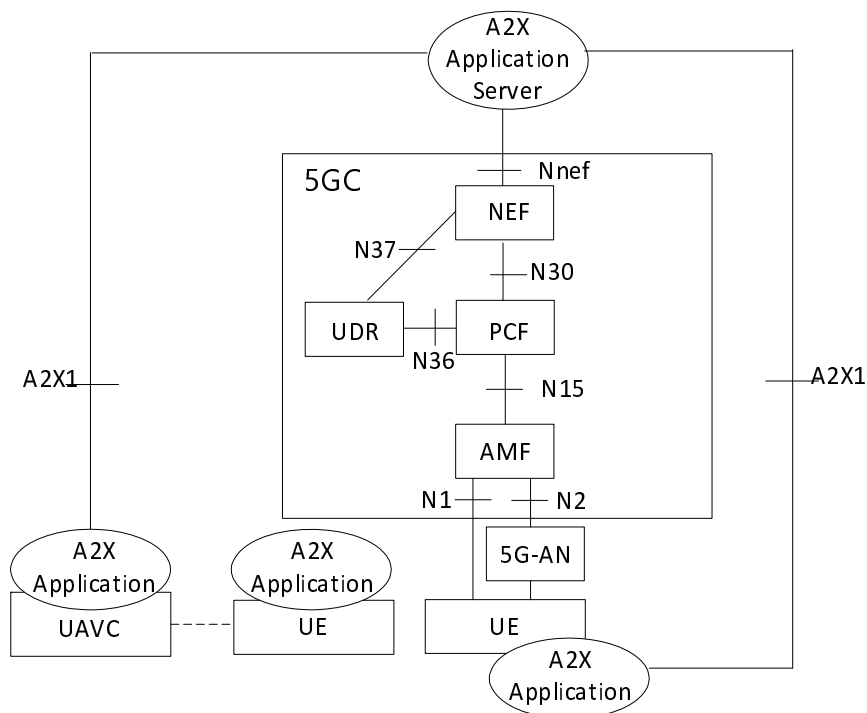 A2X
Application
Server
5GC
Nnef
NEF
N37
N30
UDR
PCF
N36
A2X1
A2X1
N15
AMF
N1
N2
A2X
Application
A2X
Application
5G-AN
UAVC
UE
UE
A2X
Application